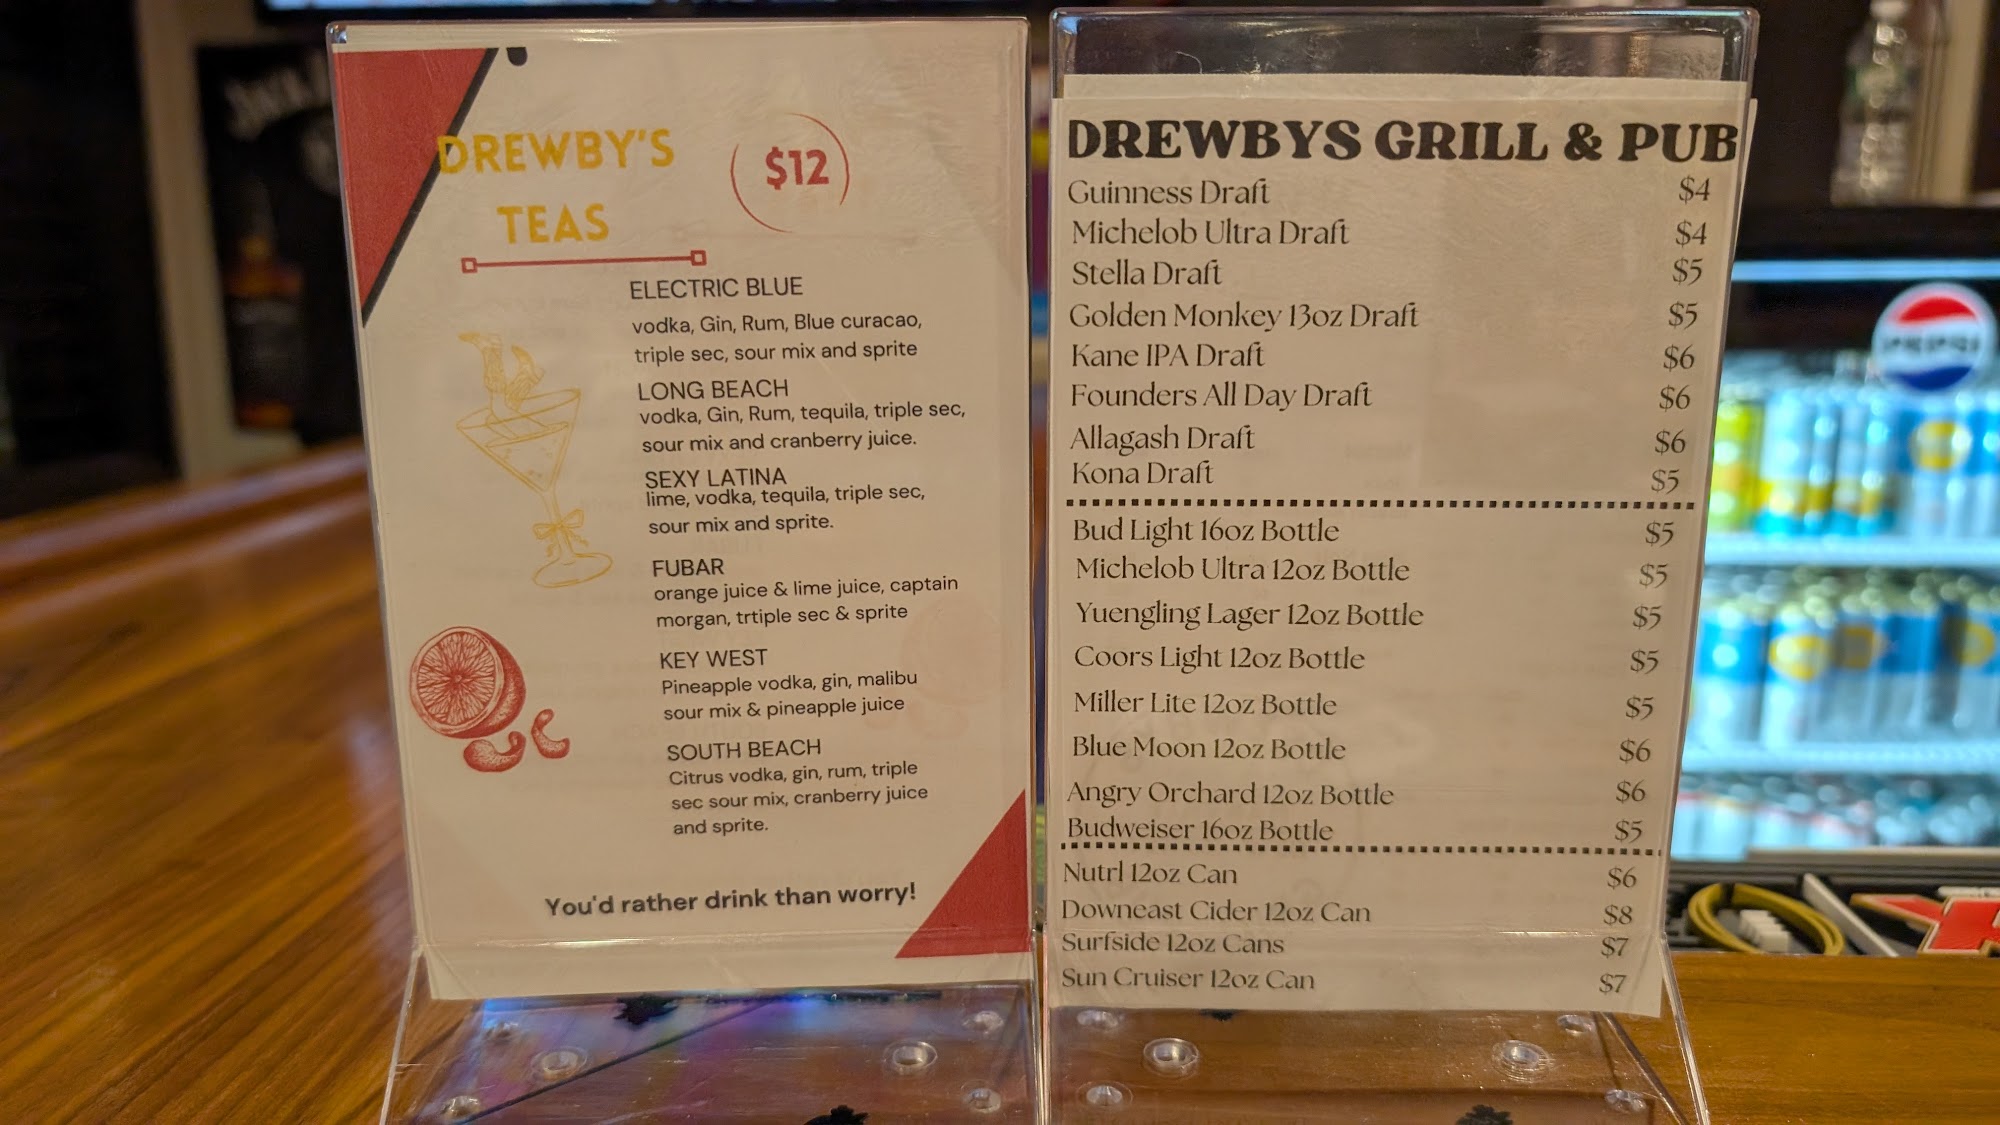 DREWBY'S
TEAS
$12
ELECTRIC BLUE
vodka, Gin, Rum, Blue curacao,
triple sec, sour mix and sprite
LONG BEACH
vodka, Gin, Rum, tequila, triple sec,
sour mix and cranberry juice.
SEXY LATINA
lime, vodka, tequila, triple sec,
sour mix and sprite.
FUBAR
orange juice & lime juice, captain
morgan, trtiple sec & sprite
KEY WEST
Pineapple vodka, gin, malibu
sour mix & pineapple juice
SOUTH BEACH
Citrus vodka, gin, rum, triple
sec sour mix, cranberry juice
and sprite.
You'd rather drink than worry!
DREWBYS GRILL & PUB
Guinness Draft $4
Michelob Ultra Draft $4
Stella Draft $5
Golden Monkey 13oz Draft $5
Kane IPA Draft $6
Founders All Day Draft $6
Allagash Draft $6
Kona Draft $5
Bud Light 16oz Bottle $5
Michelob Ultra 12oz Bottle $5
Yuengling Lager 12oz Bottle $5
Coors Light 12oz Bottle $5
Miller Lite 12oz Bottle $5
Blue Moon 12oz Bottle $6
Angry Orchard 12oz Bottle $6
Budweiser 16oz Bottle $5
Nutrl 12oz Can $6
Downeast Cider 12oz Can $8
Surfside 12oz Cans $7
Sun Cruiser 12oz Can $7
PEPSI